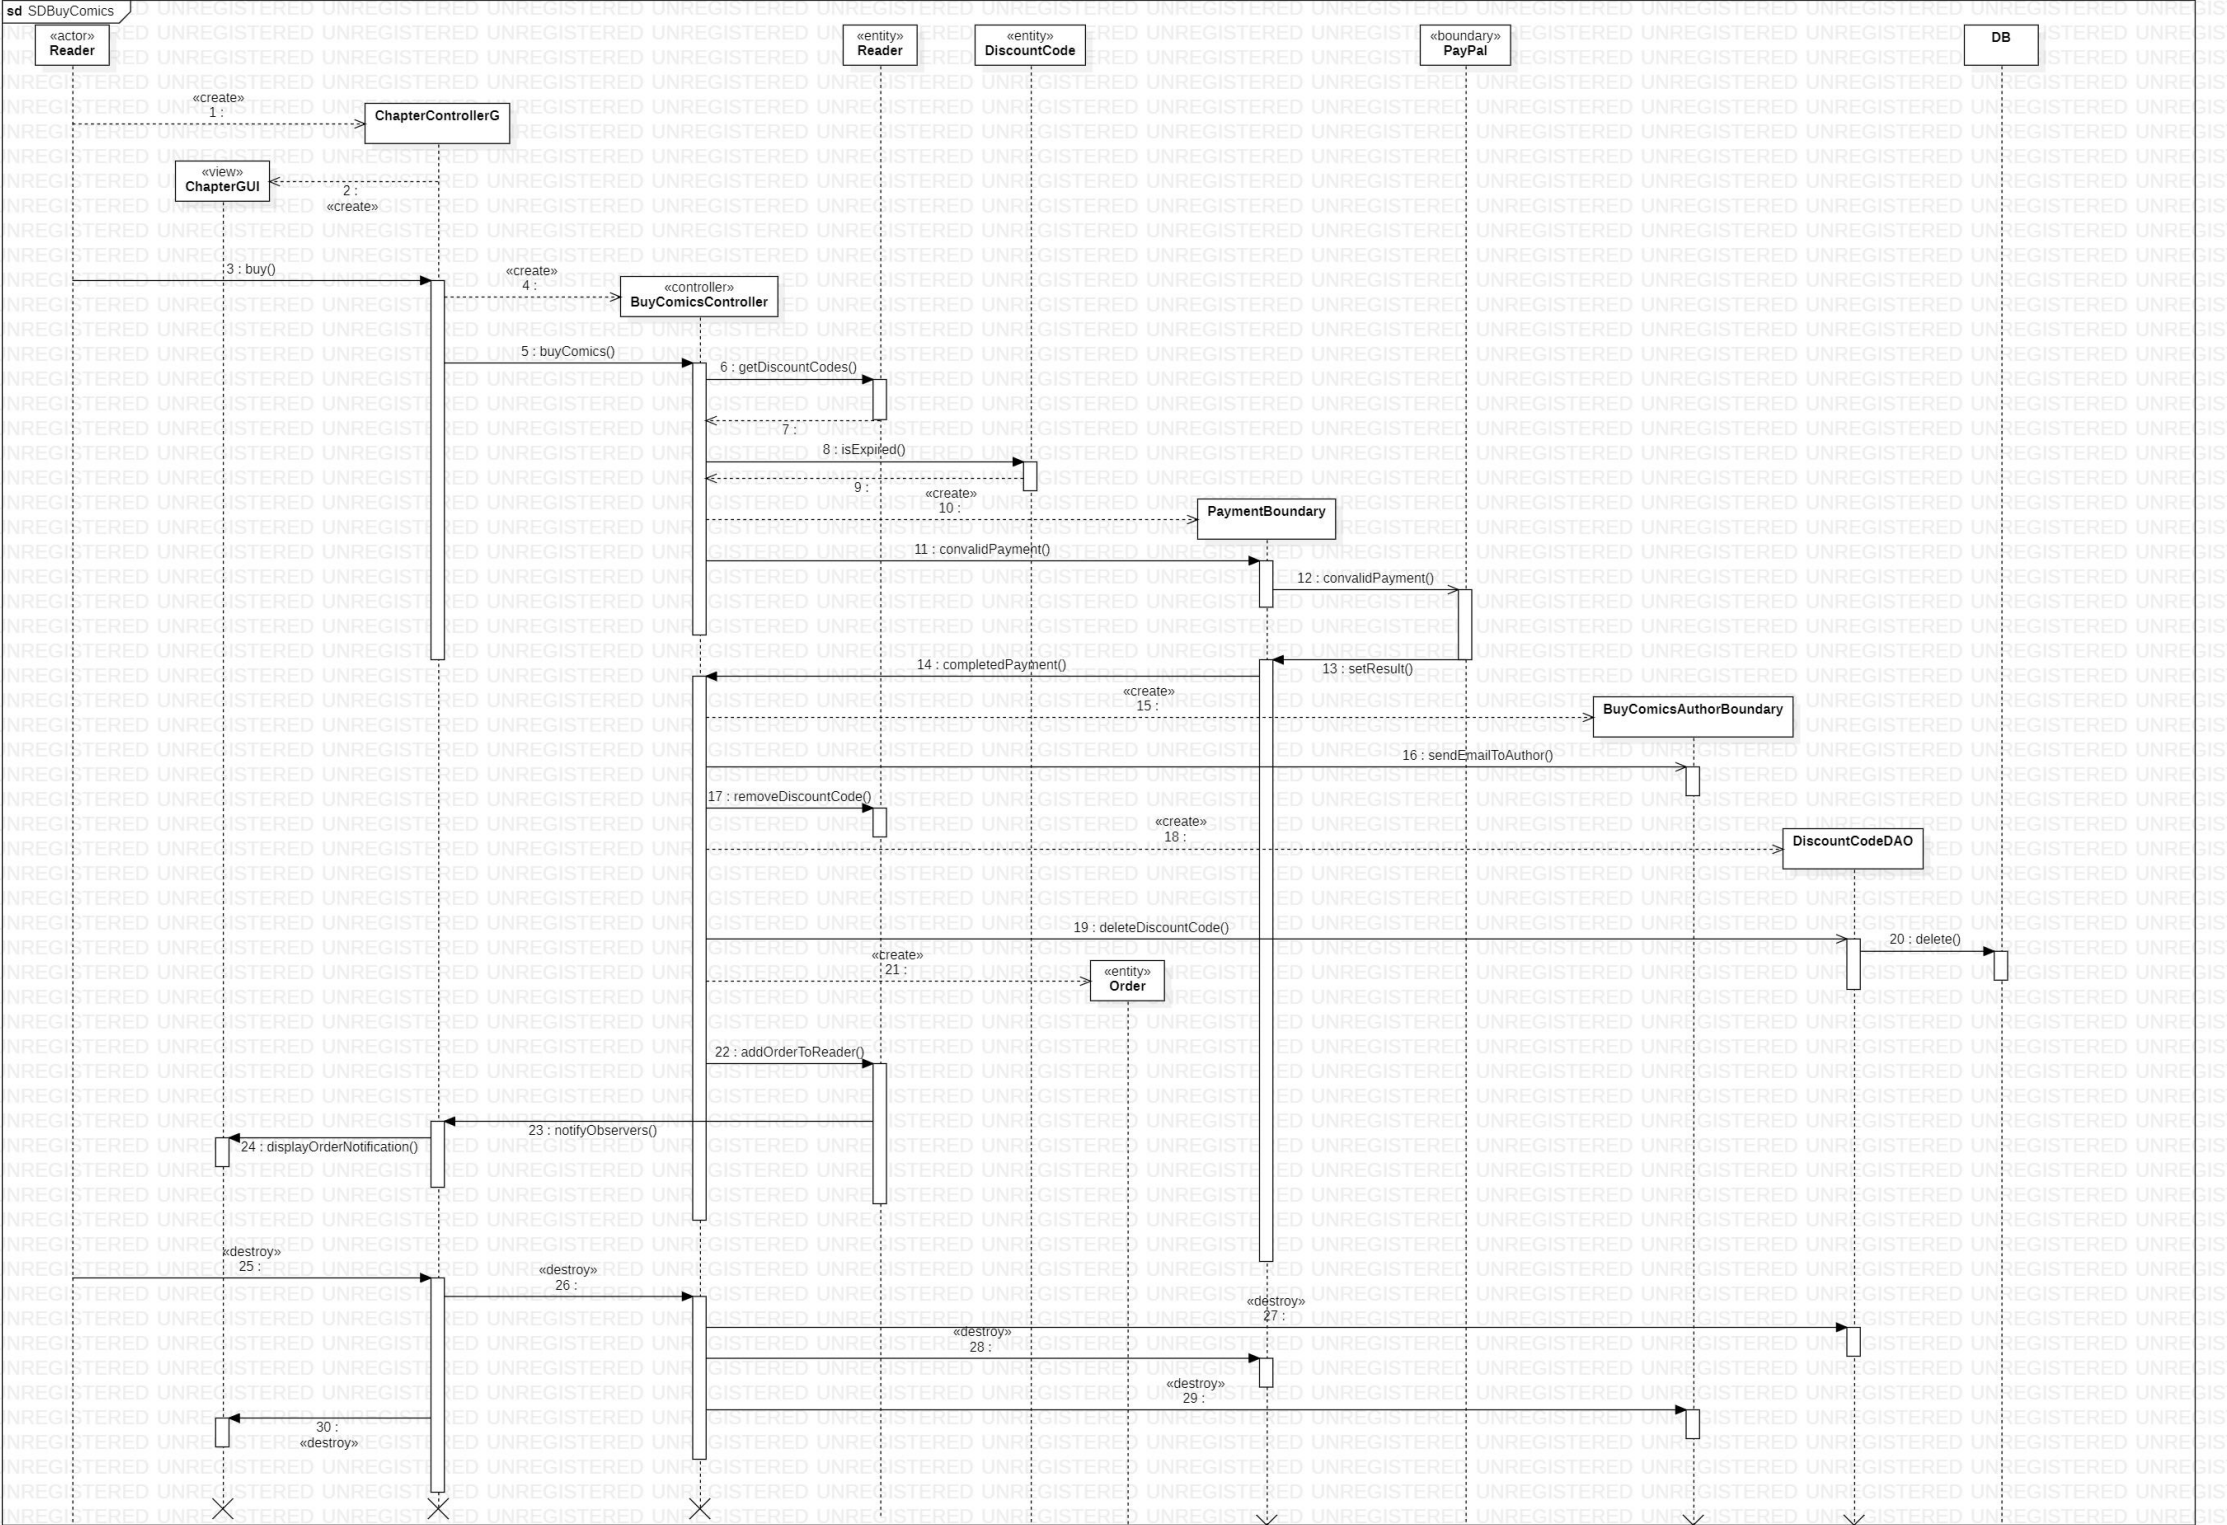 sd SDBuyComics
«actor»
Reader
«entity»
Reader
«entity»
DiscountCode
«boundary»
PayPal
DB
«create»
1 :
ChapterControllerG
«view»
ChapterGUI
2 :
«create»
3 : buy()
«create»
4 :
«controller»
BuyComicsController
5 : buyComics()
6 : getDiscountCodes()
7 :
8 : isExpired()
9 :
«create»
10 :
PaymentBoundary
11 : convalidPayment()
12 : convalidPayment()
13 : setResult()
14 : completedPayment()
«create»
15 :
BuyComicsAuthorBoundary
16 : sendEmailToAuthor()
17 : removeDiscountCode()
«create»
18 :
DiscountCodeDAO
19 : deleteDiscountCode()
20 : delete()
«create»
21 :
«entity»
Order
22 : addOrderToReader()
23 : notifyObservers()
24 : displayOrderNotification()
«destroy»
25 :
«destroy»
26 :
«destroy»
27 :
«destroy»
28 :
«destroy»
29 :
30 :
«destroy»
UNREGISTERED